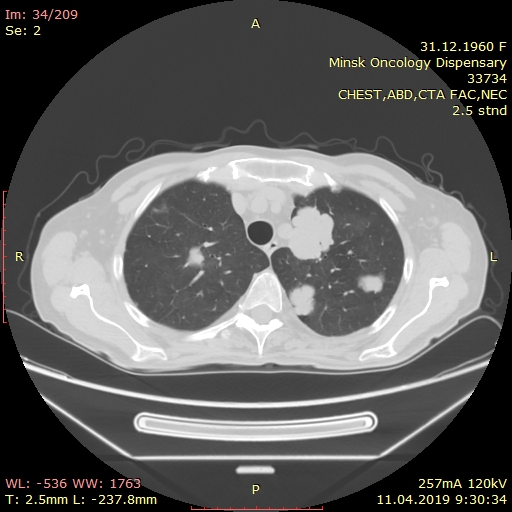 Im: 34/209
Se: 2
A
31.12.1960 F
Minsk Oncology Dispensary
33734
CHEST,ABD,CTA FAC,NEC
2.5 stnd
R
L
WL: -536 WW: 1763
T: 2.5mm L: -237.8mm
P
257mA 120kV
11.04.2019 9:30:34